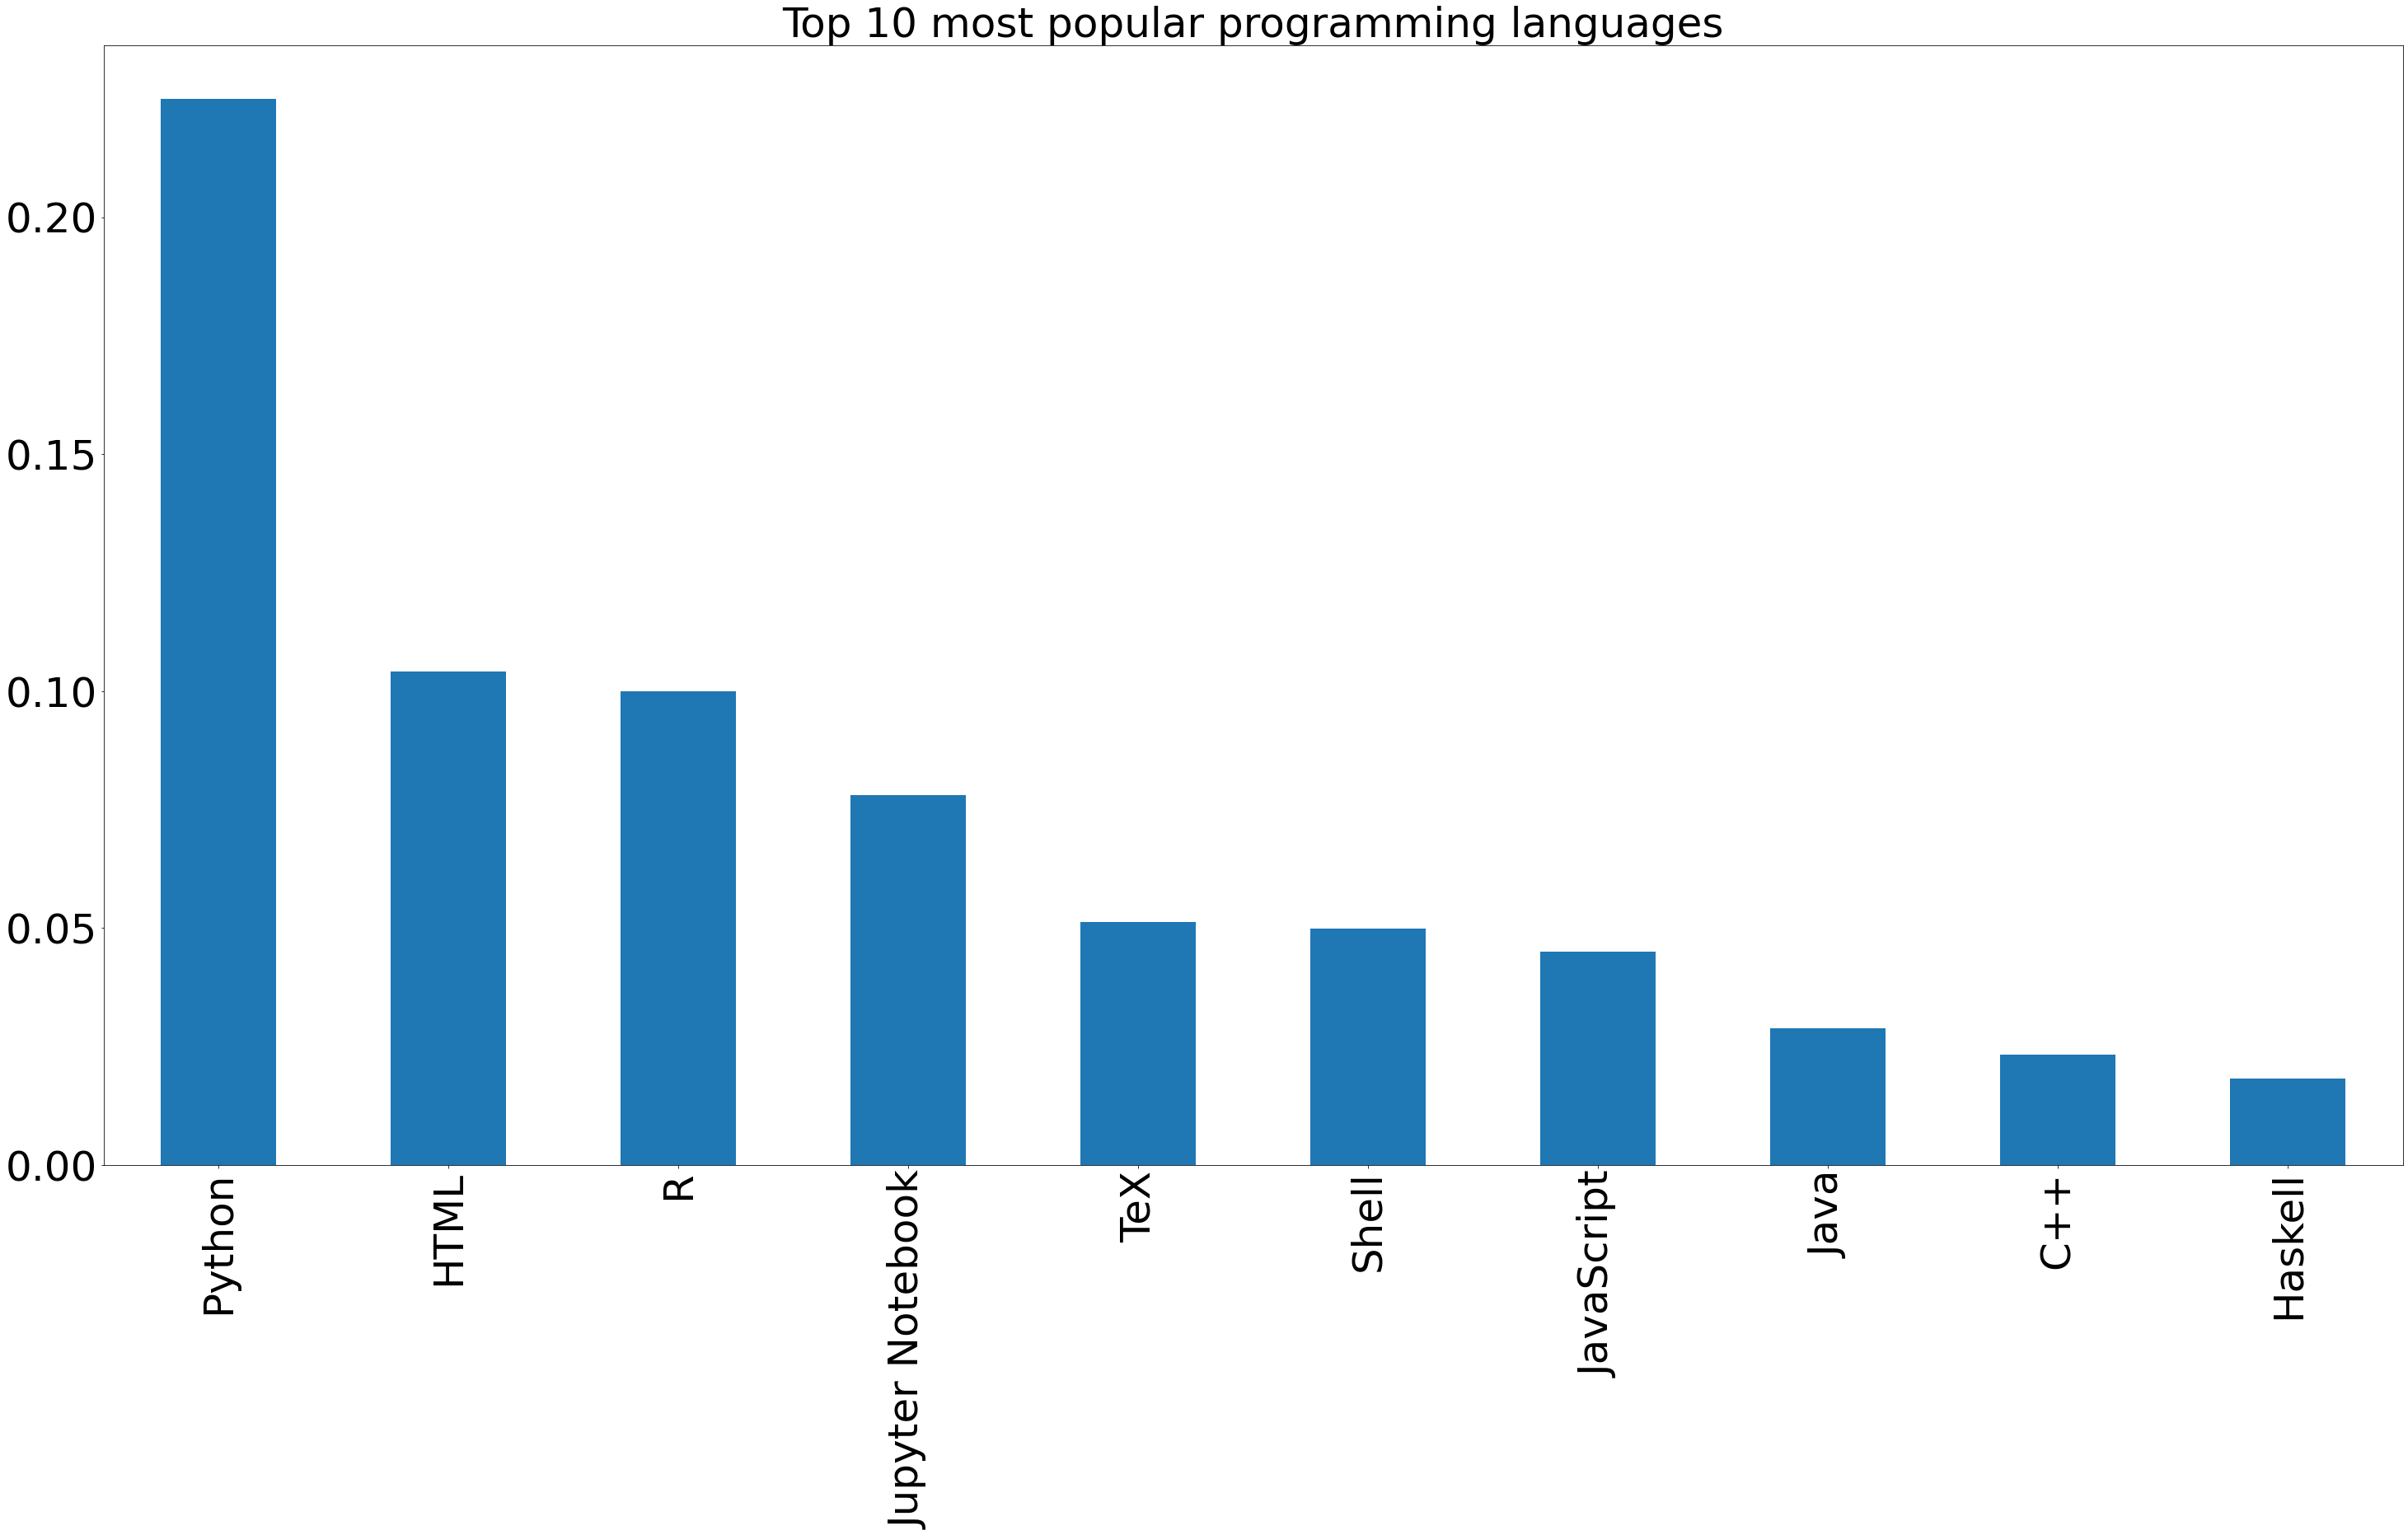 Top 10 most popular programming languages
0.20
0.15
0.10
0.05
0.00
Python
HTML
R
Jupyter Notebook
TeX
Shell
JavaScript
Java
C++
Haskell